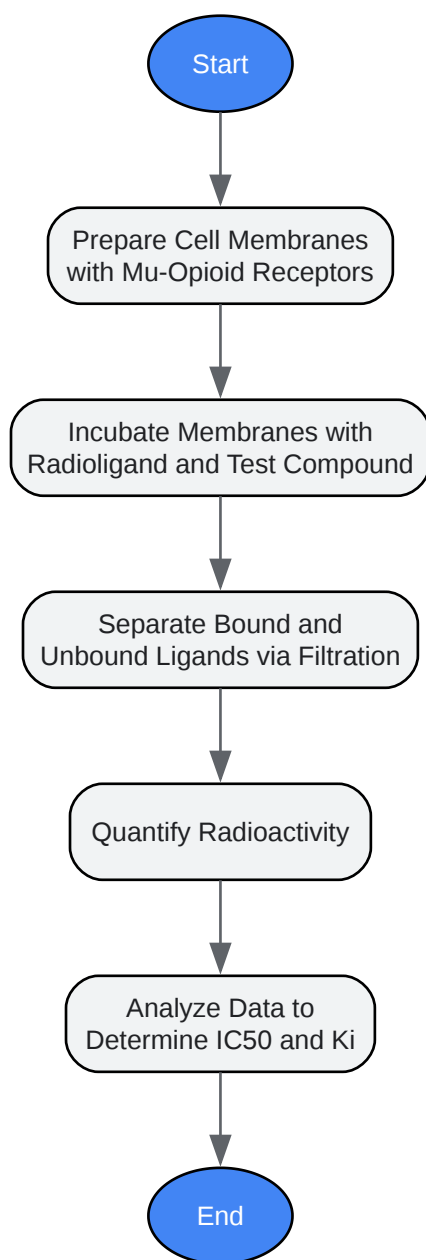 Start
Prepare Cell Membranes
with Mu-Opioid Receptors
Incubate Membranes with
Radioligand and Test Compound
Separate Bound and
Unbound Ligands via Filtration
Quantify Radioactivity
Analyze Data to
Determine IC50 and Ki
End